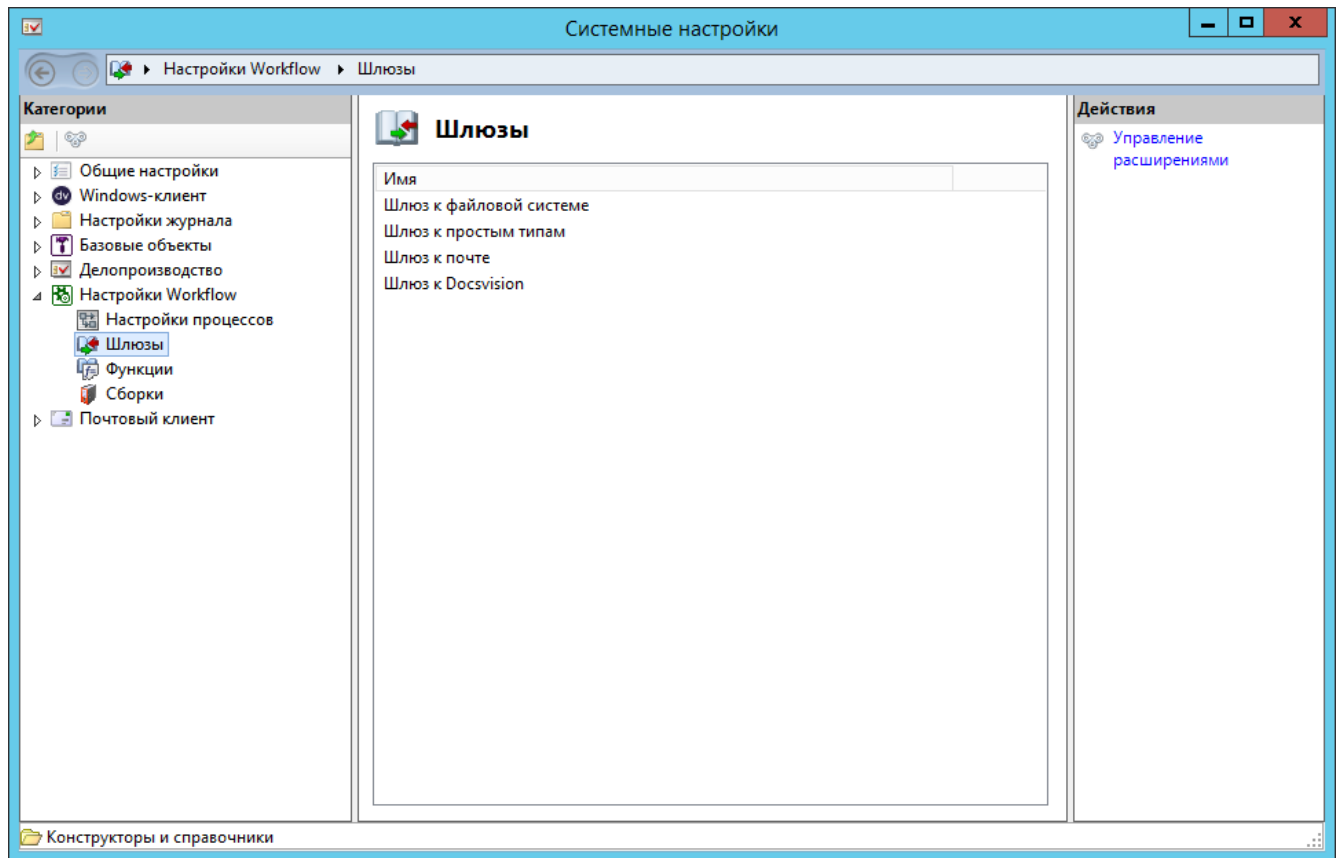 Системные настройки
Настройки Workflow
Шлюзы
Категории
Общие настройки
dv
Windows-клиент
Настройки журнала
Базовые объекты
Делопроизводство
Настройки Workflow
Настройки процессов
Шлюзы
Функции
Сборки
Почтовый клиент
Шлюзы
Имя
Шлюз к файловой системе
Шлюз к простым типам
Шлюз к почте
Шлюз к Docsvision
Действия
Управление
расширениями
Конструкторы и справочники